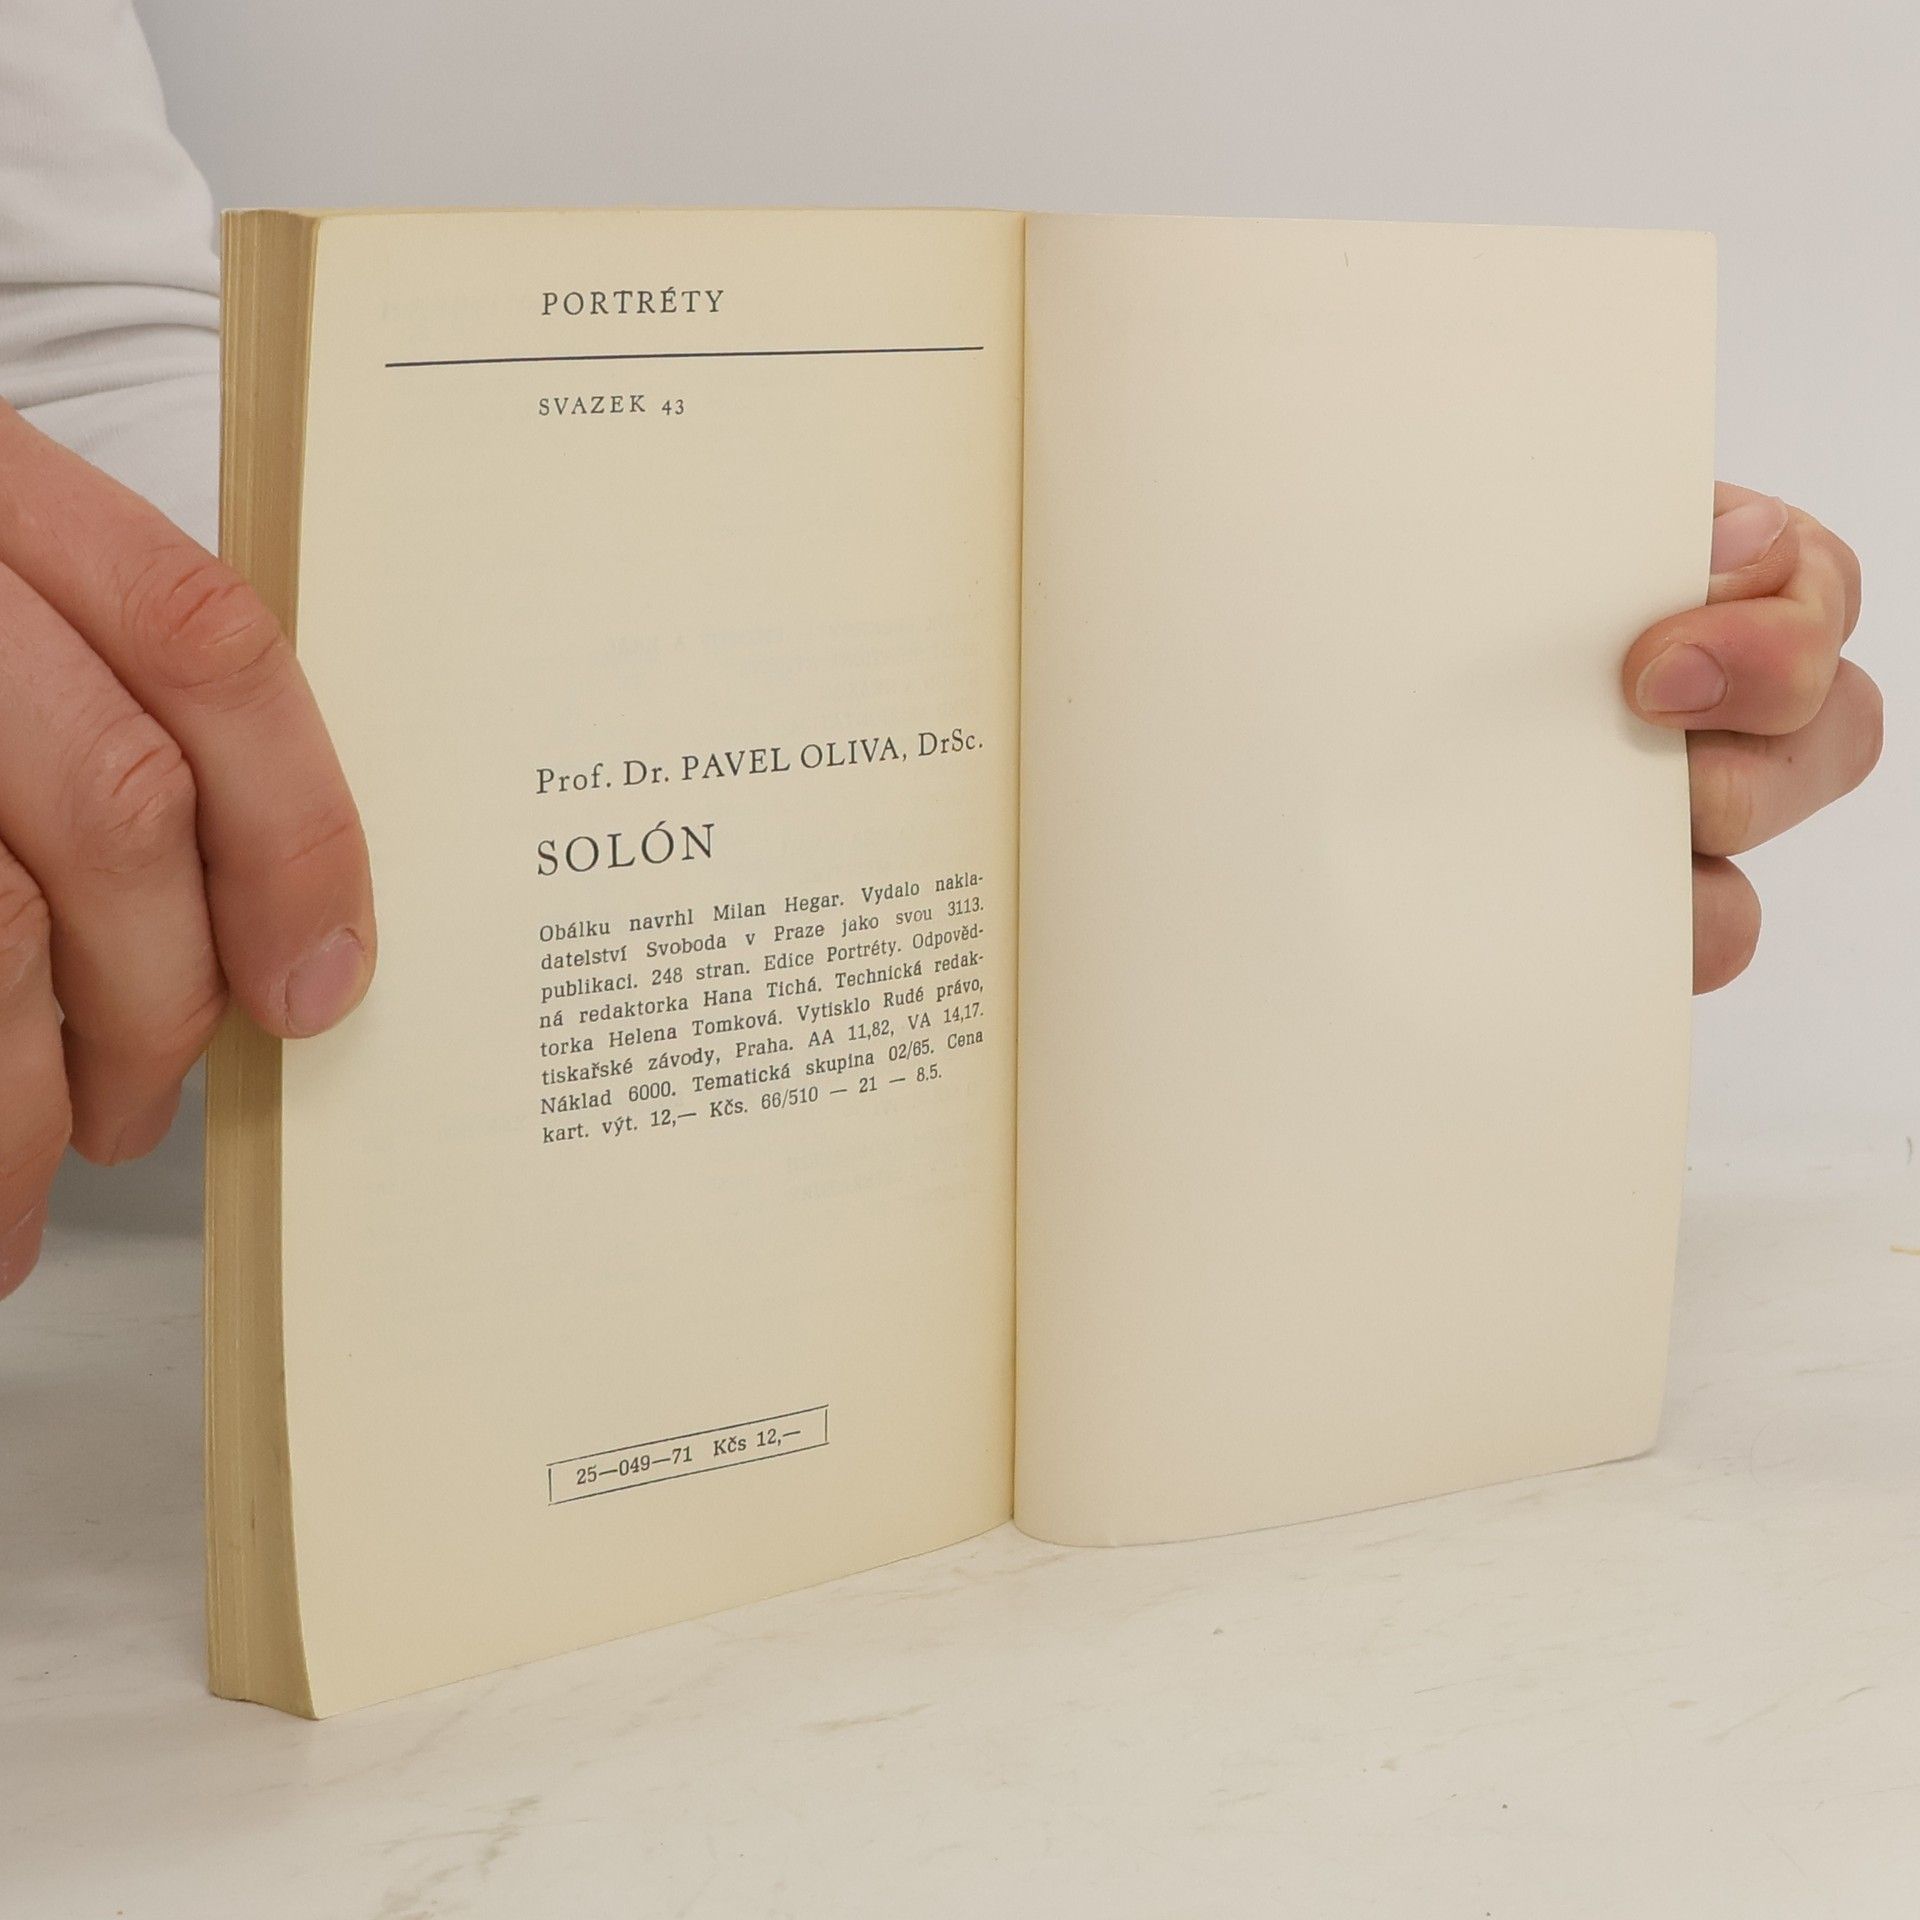 PORTRÉTY
SVAZEK 43
Prof. Dr. PAVEL OLIVA, DrSc.
SOLÓN
Obálku navrhl Milan Hegar. Vydalo nakla-
datelství Svoboda v Praze jako svou 3113.
publikaci. 248 stran. Edice Portréty. Odpověd-
ná redaktorka Hana Tichá. Technická redak-
torka Helena Tomková. Vytisklo Rudé právo,
tiskařské závody, Praha. AA 11,82, VA 14,17.
Náklad 6000. Tematická skupina 02/65. Cena
kart. výt. 12,— Kčs. 66/510 — 21 — 8.5.
25—049—71 Kčs 12,—